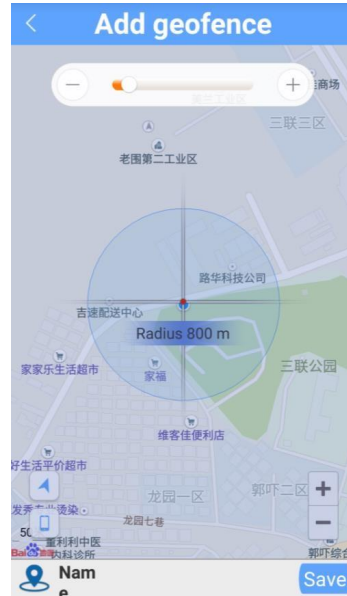 Add geofence
商场
三联三区
老围第二工业区
路华科技公司
吉速配送中心
Radius 800 m
家家乐生活超市
家福
三联公园
维客佳便利店
好生活平价超市
龙园一区
郭吓二区
龙园七巷
重利利中医
内科诊所
郭吓综合
Nam
e
Save